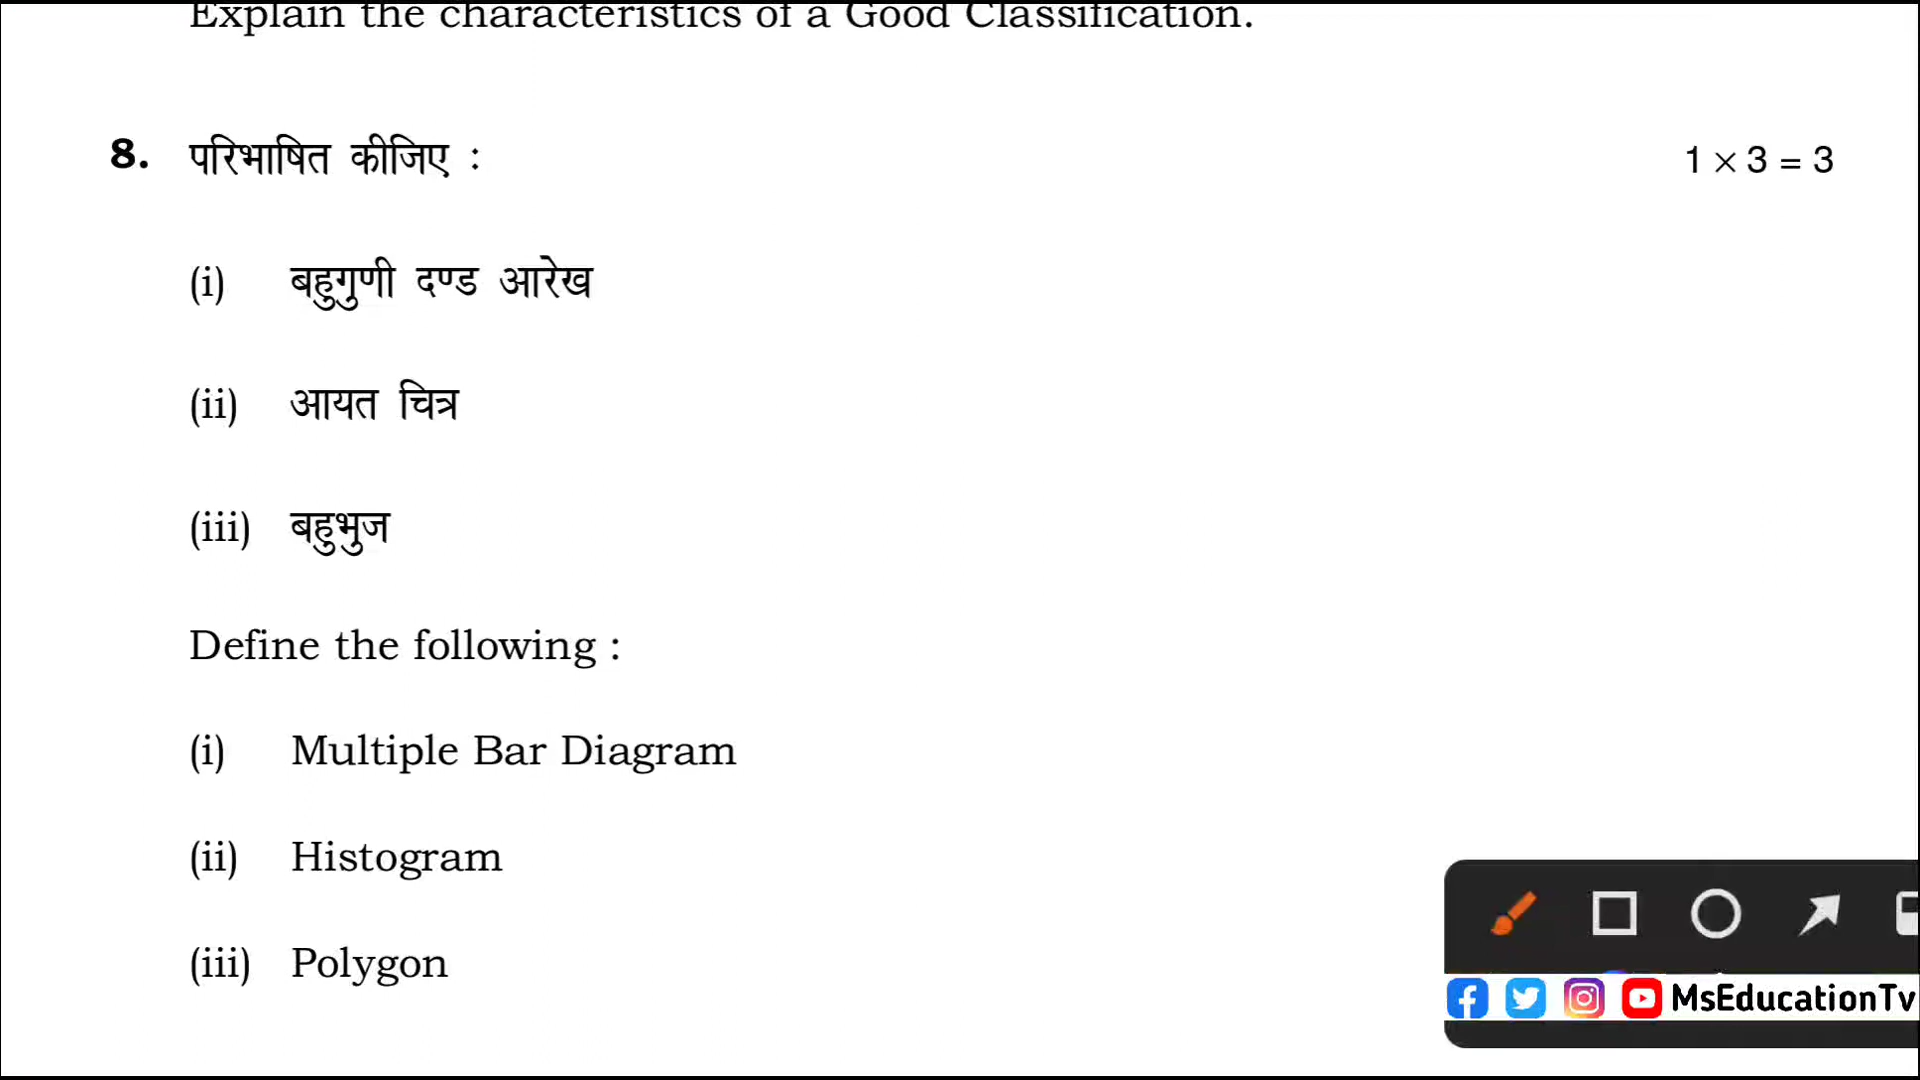 Explain the characteristics of a Good Classification.
8. परिभाषित कीजिए : 1 × 3 = 3
(i) बहुगुणी दण्ड आरेख
(ii) आयत चित्र
(iii) बहुभुज
Define the following :
(i) Multiple Bar Diagram
(ii) Histogram
(iii) Polygon
MsEducationTv